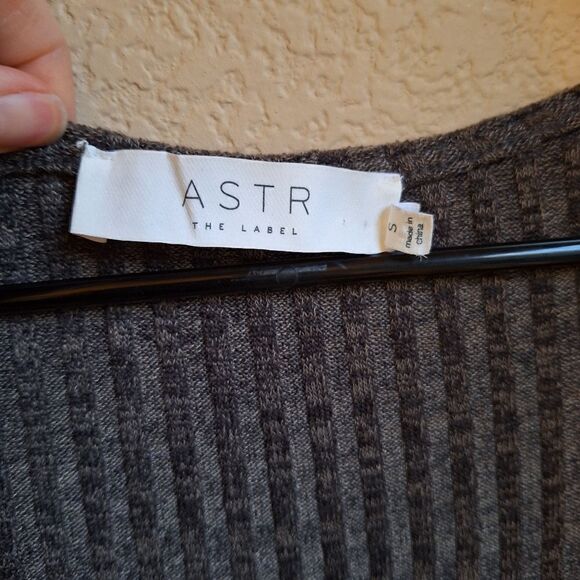 ASTR
THE LABEL
S
made in
china